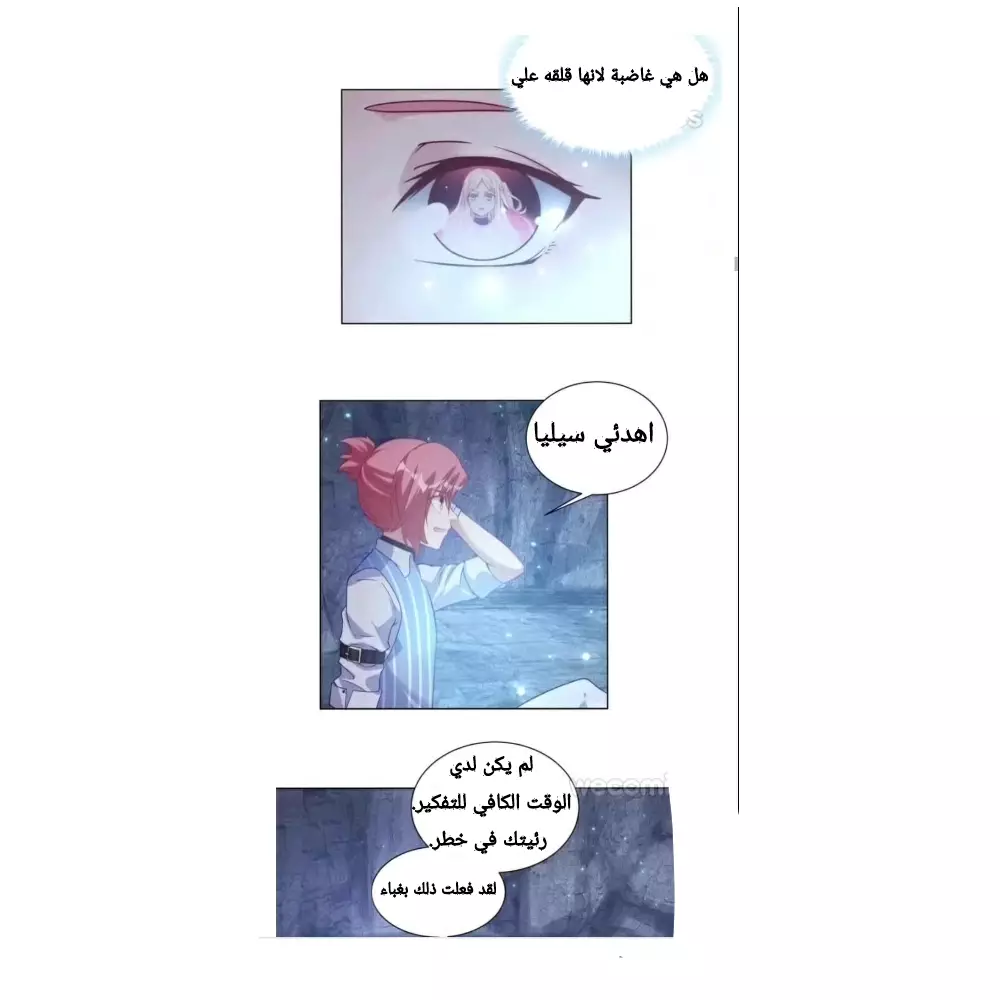 هل هي غاضبة لانها قلقه علي
S
اهدئي سيليا
wecomi
لم يكن لدي
الوقت الكافي للتفكير.
رئيتك في خطر.
لقد فعلت ذلك بغباء